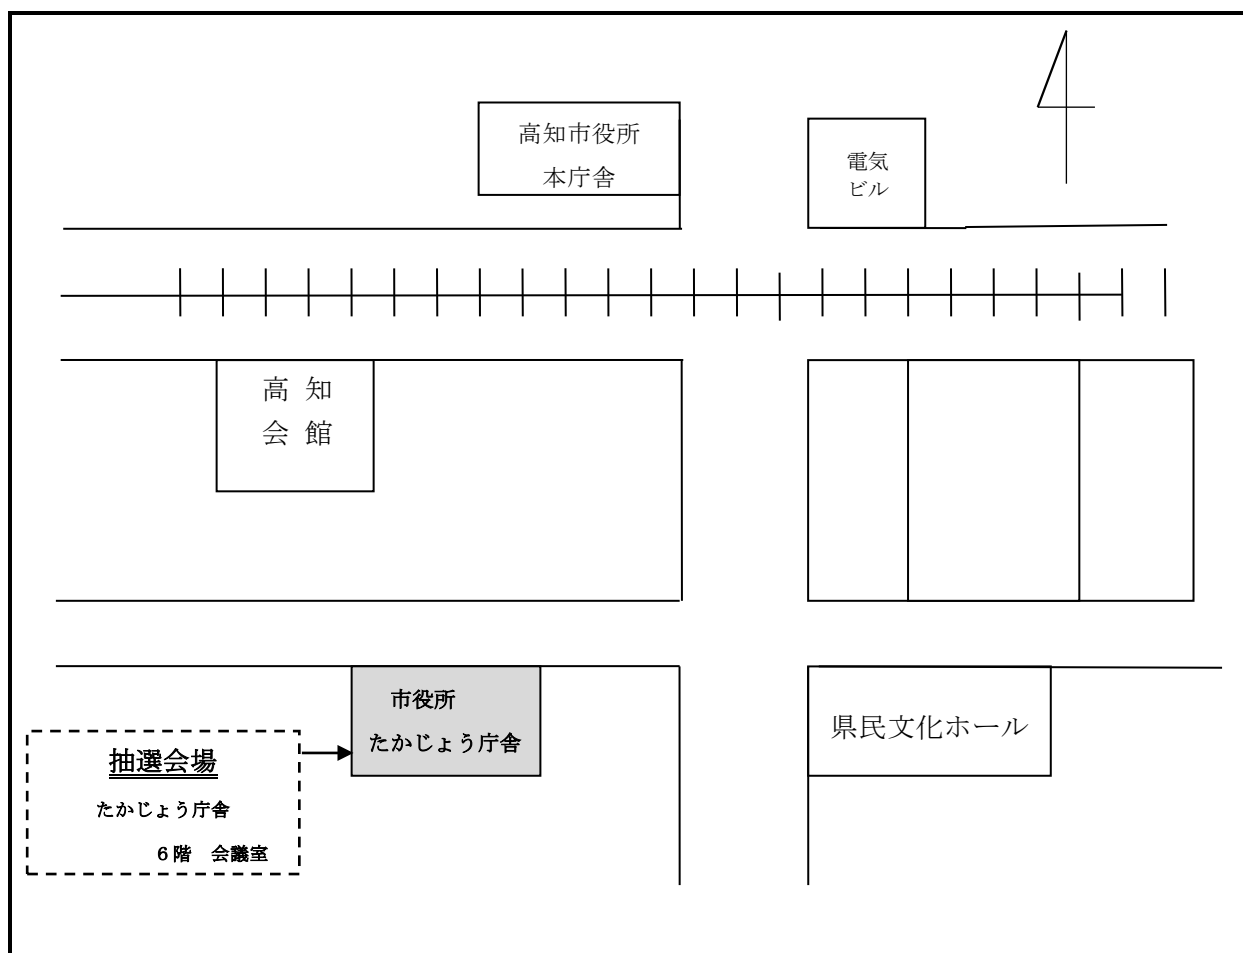 高知市役所
本庁舎
電気
ビル
高 知
会 館
市役所
たかじょう庁舎
県民文化ホール
抽選会場
たかじょう庁舎
６階　会議室